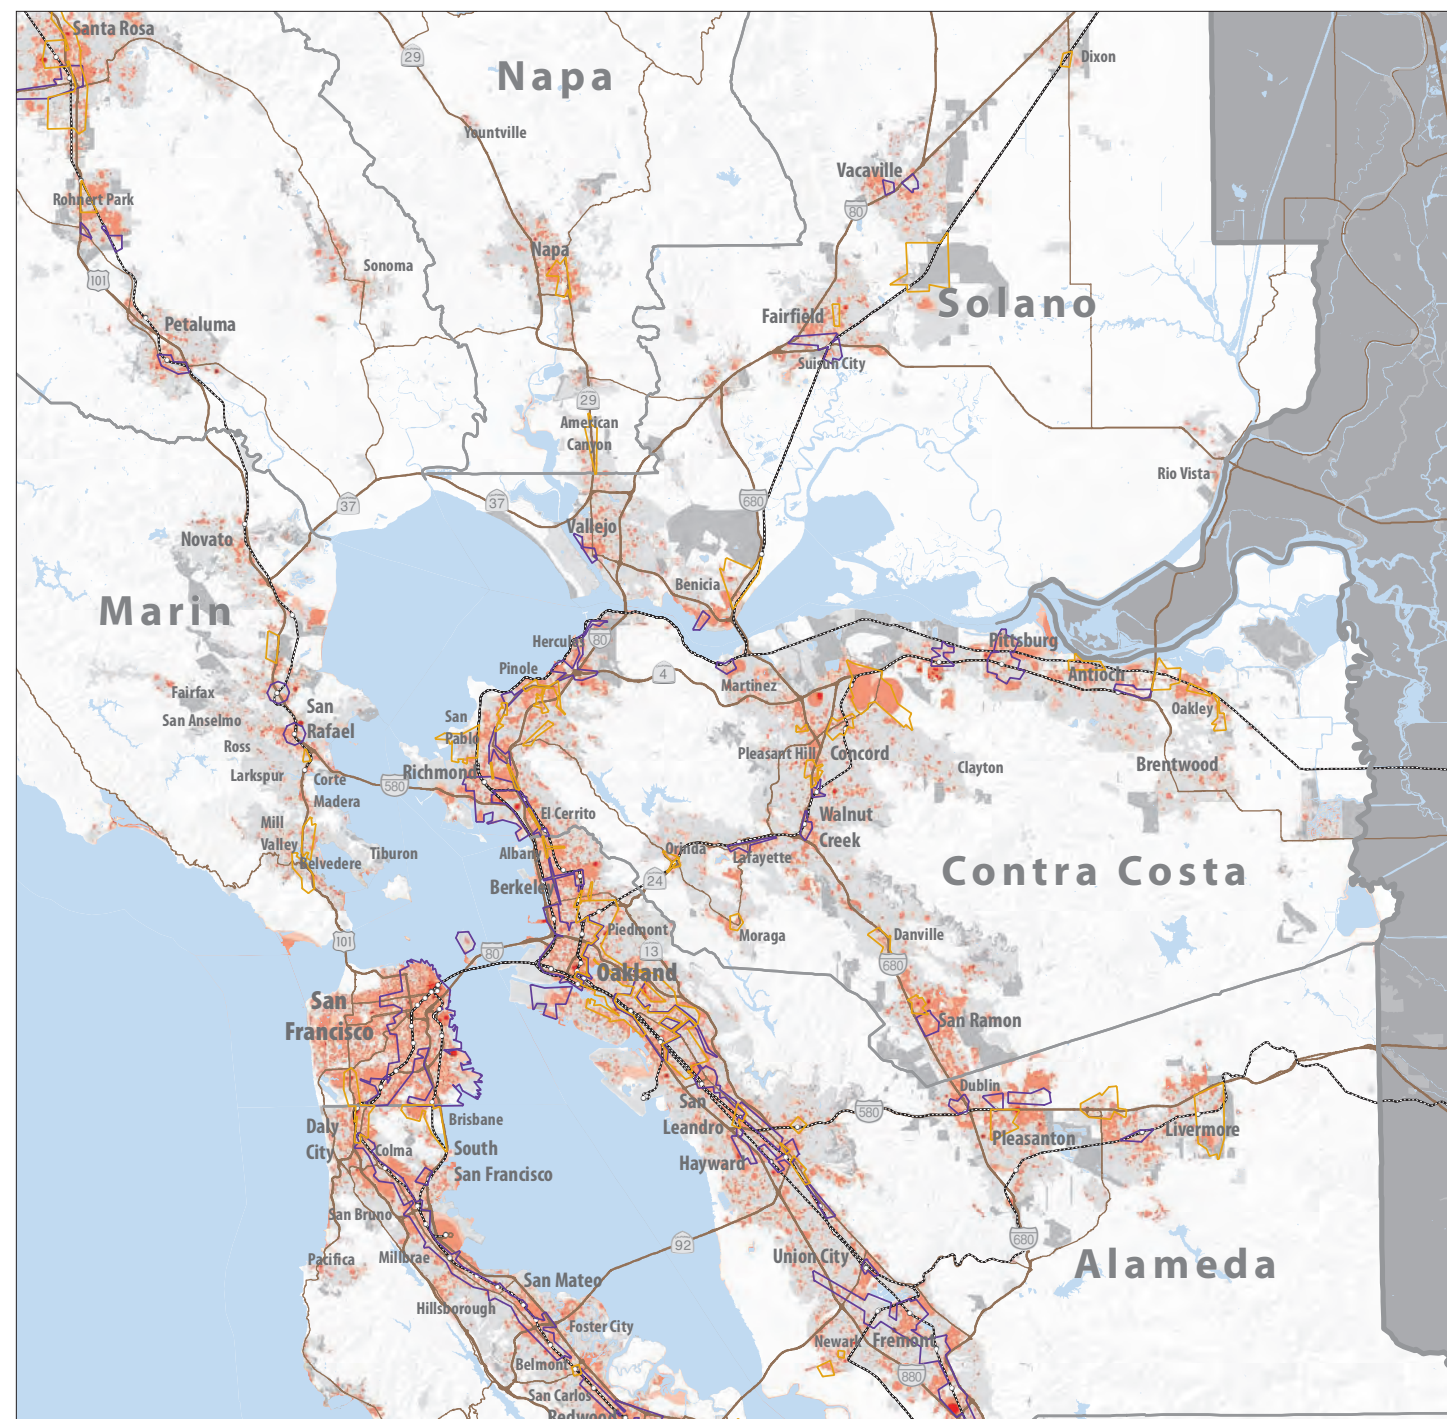 Santa Rosa
29
Napa
Dixon
Yountville
Vacaville
Rohnert Park
80
Napa
Sonoma
101
Solano
Petaluma
Fairfield
Suisun City
29
American
Canyon
Rio Vista
37
37
680
Novato
Vallejo
Benicia
Marin
Hercules
80
Pittsburg
Pinole
4
Martinez
Antioch
Fairfax
San Anselmo
San
Rafael
San
Pablo
Oakley
Ross
Pleasant Hill
Concord
Larkspur
Corte
Madera
580
Richmond
Clayton
Brentwood
Mill
Valley
El Cerrito
Walnut
Creek
Belvedere
Tiburon
Albany
Orinda
Lafayette
Berkeley
24
Contra Costa
101
80
Piedmont
13
Moraga
Danville
680
Oakland
San
Francisco
San Ramon
Dublin
Daly
City
Brisbane
San
Leandro
580
Pleasanton
Livermore
Colma
South
San Francisco
Hayward
San Bruno
92
680
Pacifica
Millbrae
Union City
Alameda
San Mateo
Hillsborough
Foster City
Newark
Fremont
Belmont
880
San Carlos
Redwood